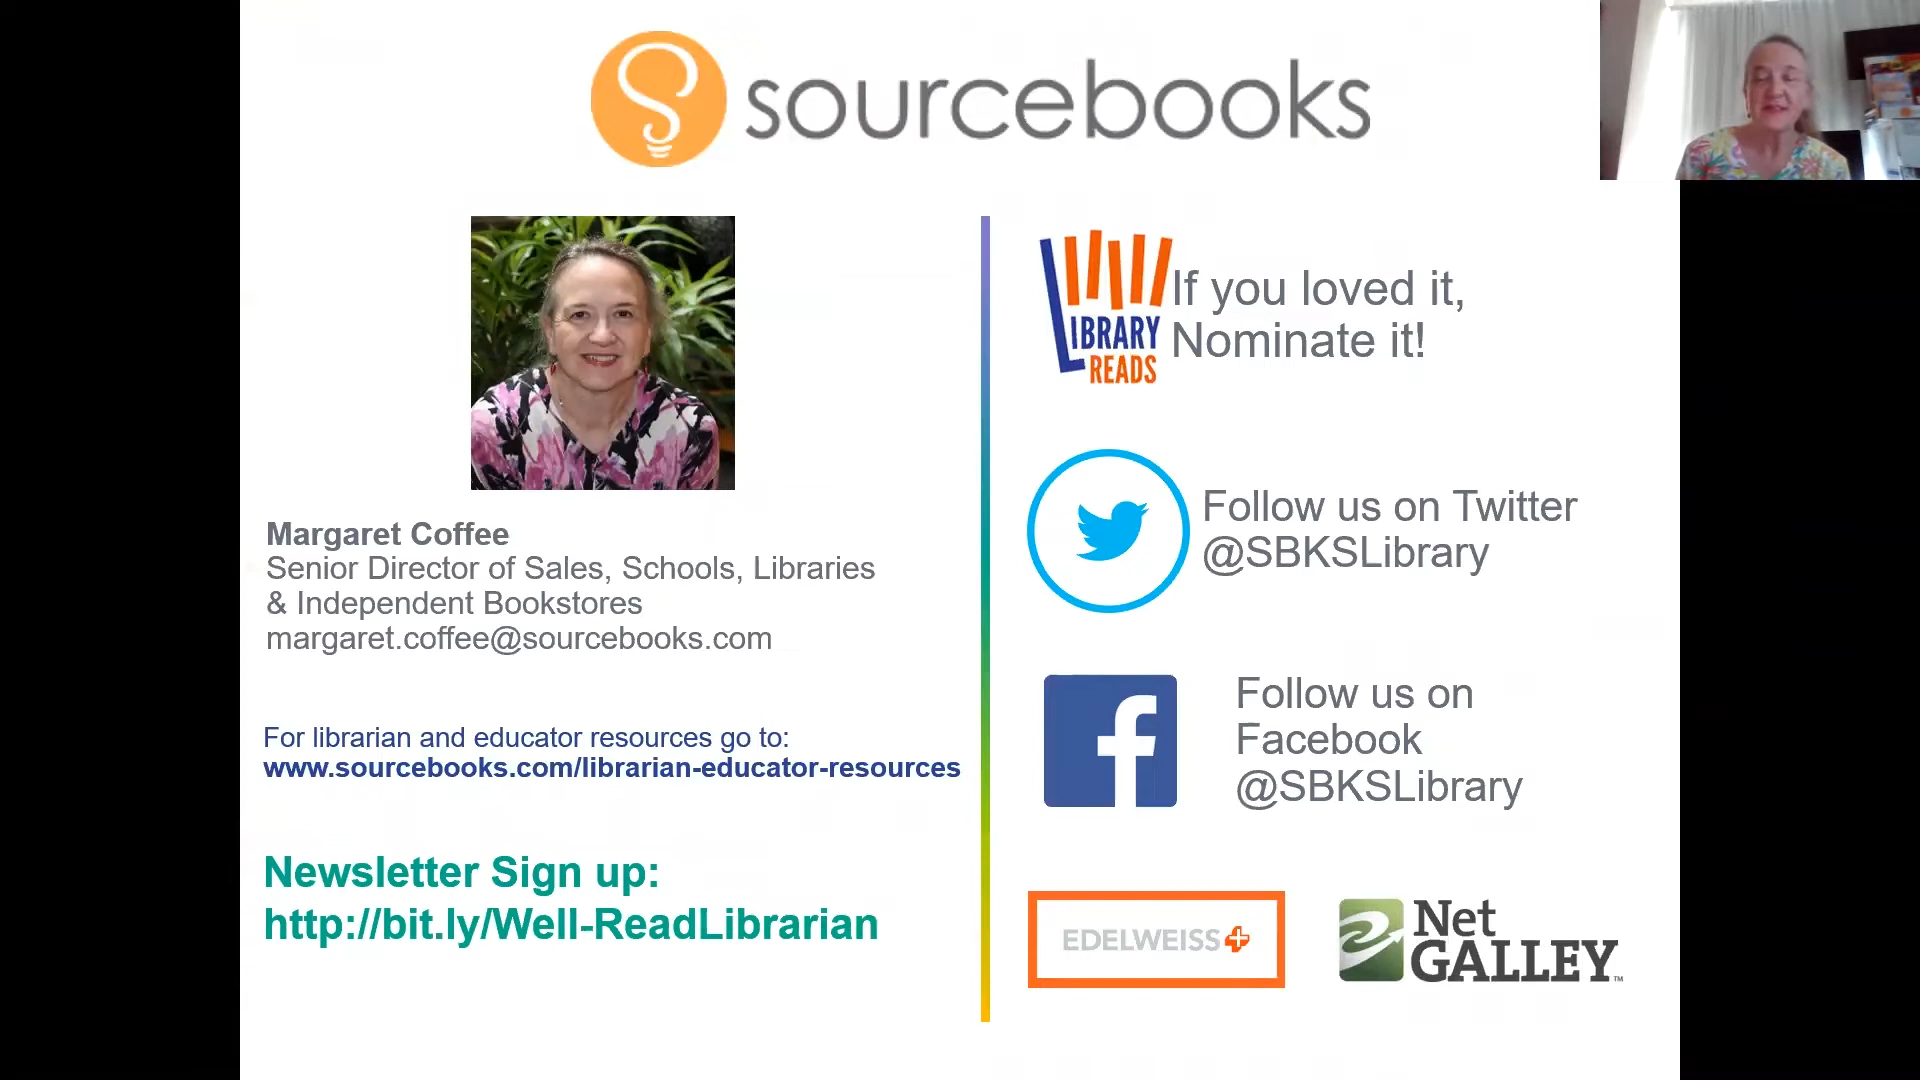 sourcebooks
Margaret Coffee
Senior Director of Sales, Schools, Libraries
& Independent Bookstores
margaret.coffee@sourcebooks.com
For librarian and educator resources go to:
www.sourcebooks.com/librarian-educator-resources
Newsletter Sign up:
http://bit.ly/Well-ReadLibrarian
LIBRARY
READS
If you loved it,
Nominate it!
Follow us on Twitter
@SBKSLibrary
Follow us on
Facebook
@SBKSLibrary
EDELWEISS+
Net
GALLEY™